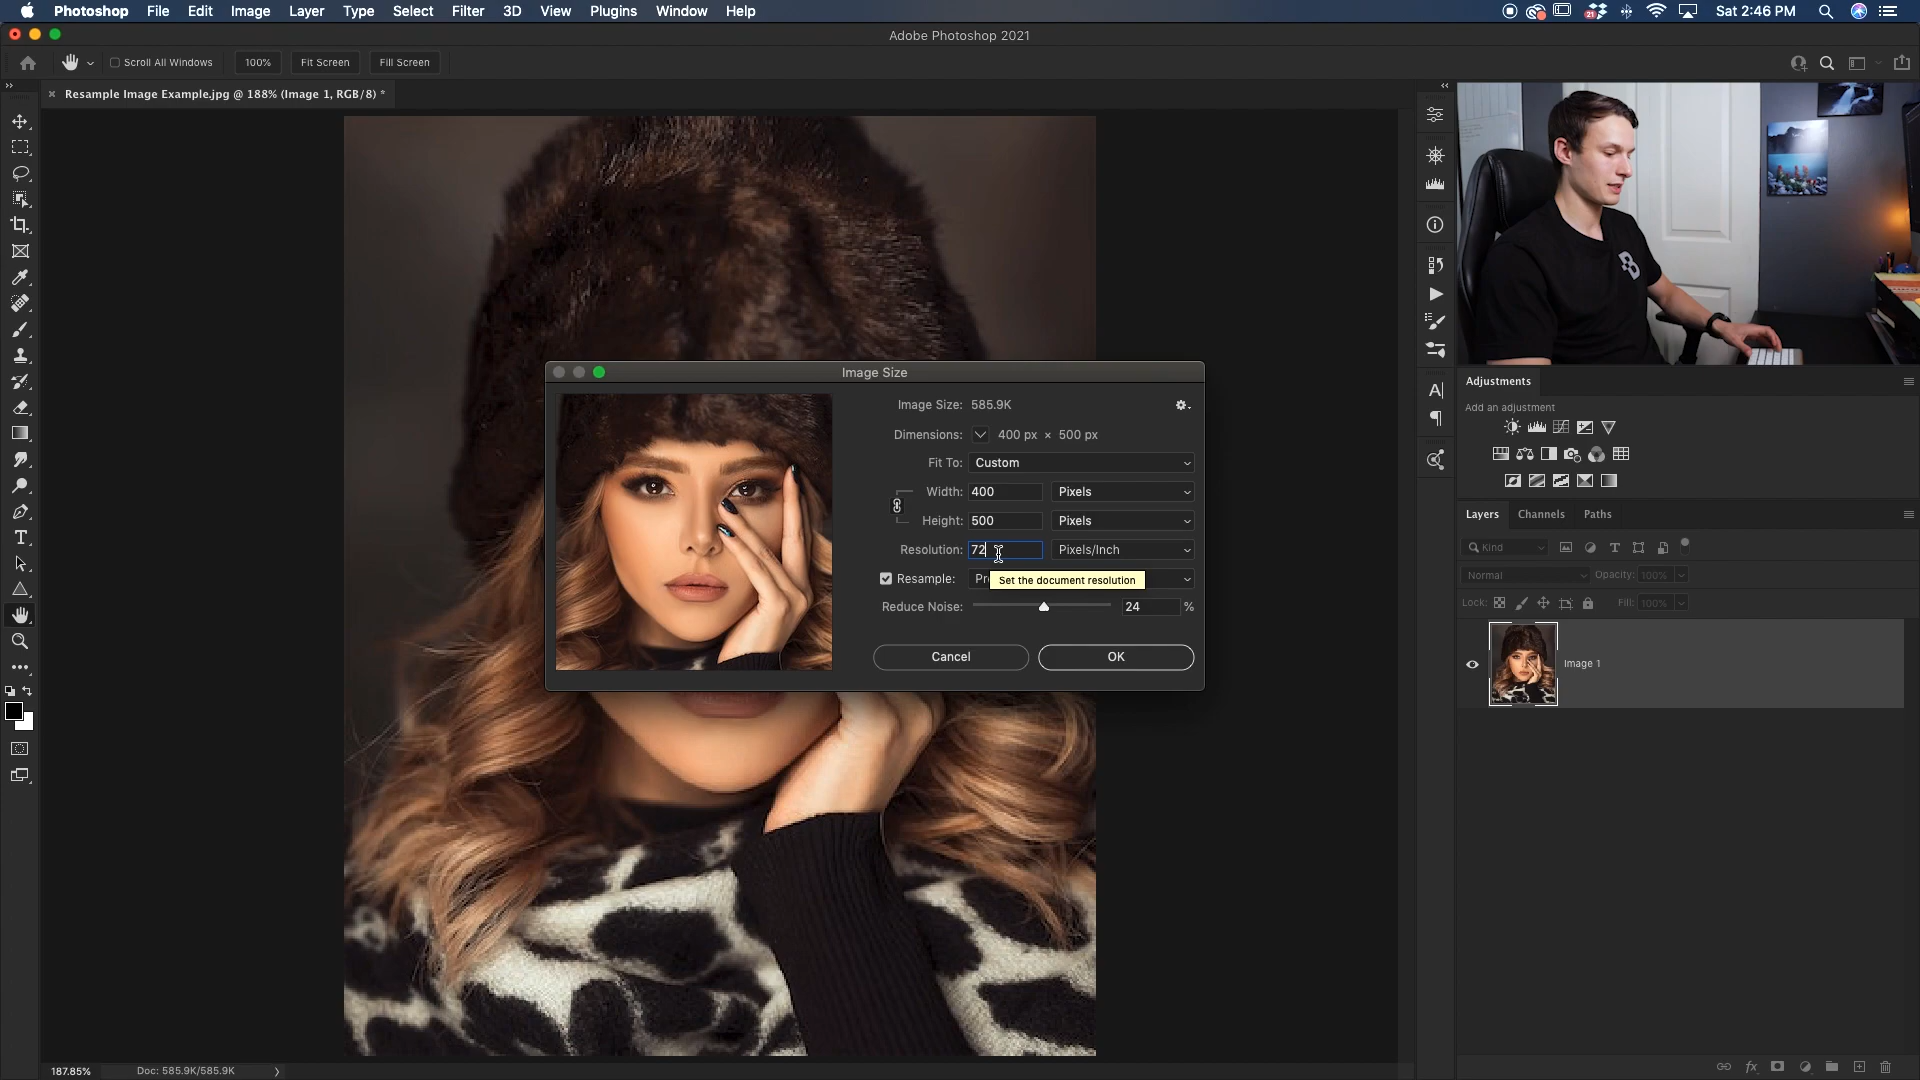 Photoshop File Edit Image Layer Type Select Filter 3D View Plugins Window Help 21 Sat 2:46 PM
Adobe Photoshop 2021
Scroll All Windows 100% Fit Screen Fill Screen
Resample Image Example.jpg @ 188% (Image 1, RGB/8) *
Image Size
Image Size: 585.9K
Dimensions: 400 px × 500 px
Fit To: Custom
Width: 400 Pixels
Height: 500 Pixels
Resolution: 72 Pixels/Inch
Resample: Pr
Set the document resolution
Reduce Noise: 24 %
Cancel OK
Adjustments
Add an adjustment
Layers Channels Paths
Kind
Normal Opacity: 100%
Lock: Fill: 100%
Image 1
187.85% Doc: 585.9K/585.9K